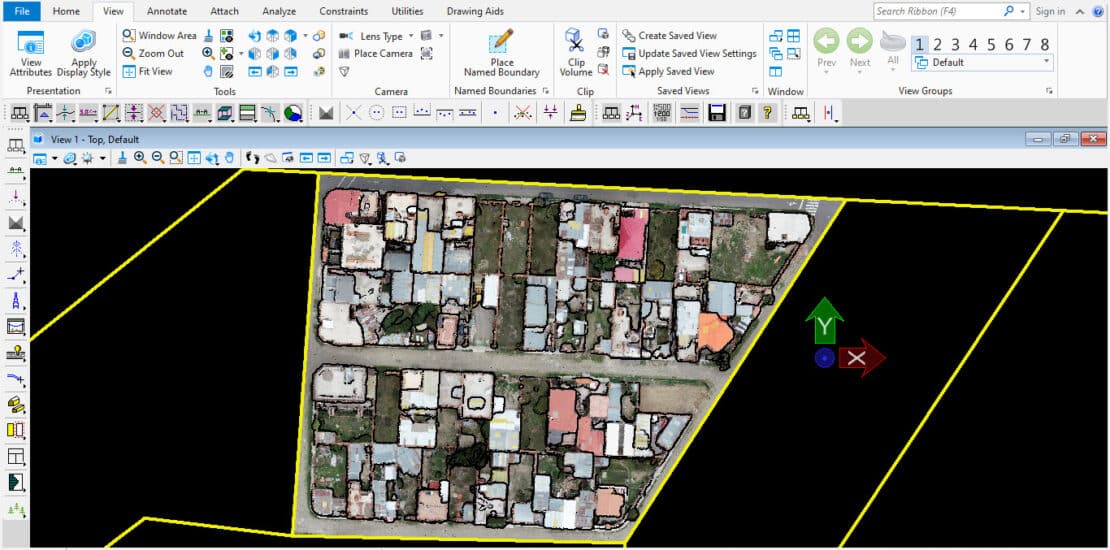 File Home View Annotate Attach Analyze Constraints Utilities Drawing Aids Search Ribbon (F4) Sign in
View Attributes
Apply Display Style
Presentation
Window Area
Zoom Out
Fit View
Tools
Lens Type
Place Camera
Camera
Place Named Boundary
Named Boundaries
Clip Volume
Clip
Create Saved View
Update Saved View Settings
Apply Saved View
Saved Views
Window
Prev Next All
1 2 3 4 5 6 7 8
Default
View Groups
View 1 - Top, Default
Y
X